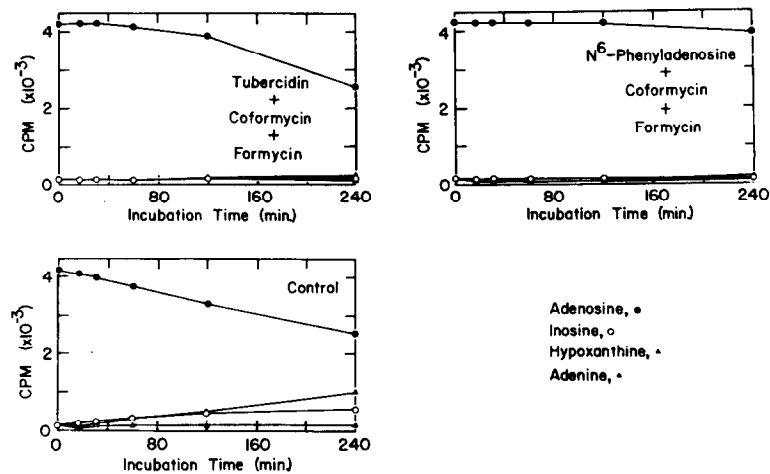 4
2
0
CPM (x10⁻³)
Tubercidin
+
Coformycin
+
Formycin
0 80 160 240
Incubation Time (min.)
4
2
0
CPM (x10⁻³)
N⁶-Phenyladenosine
+
Coformycin
+
Formycin
0 80 160 240
Incubation Time (min.)
4
2
0
CPM (x10⁻³)
Control
0 80 160 240
Incubation Time (min.)
Adenosine, ●
Inosine, ○
Hypoxanthine, ▲
Adenine, ▲